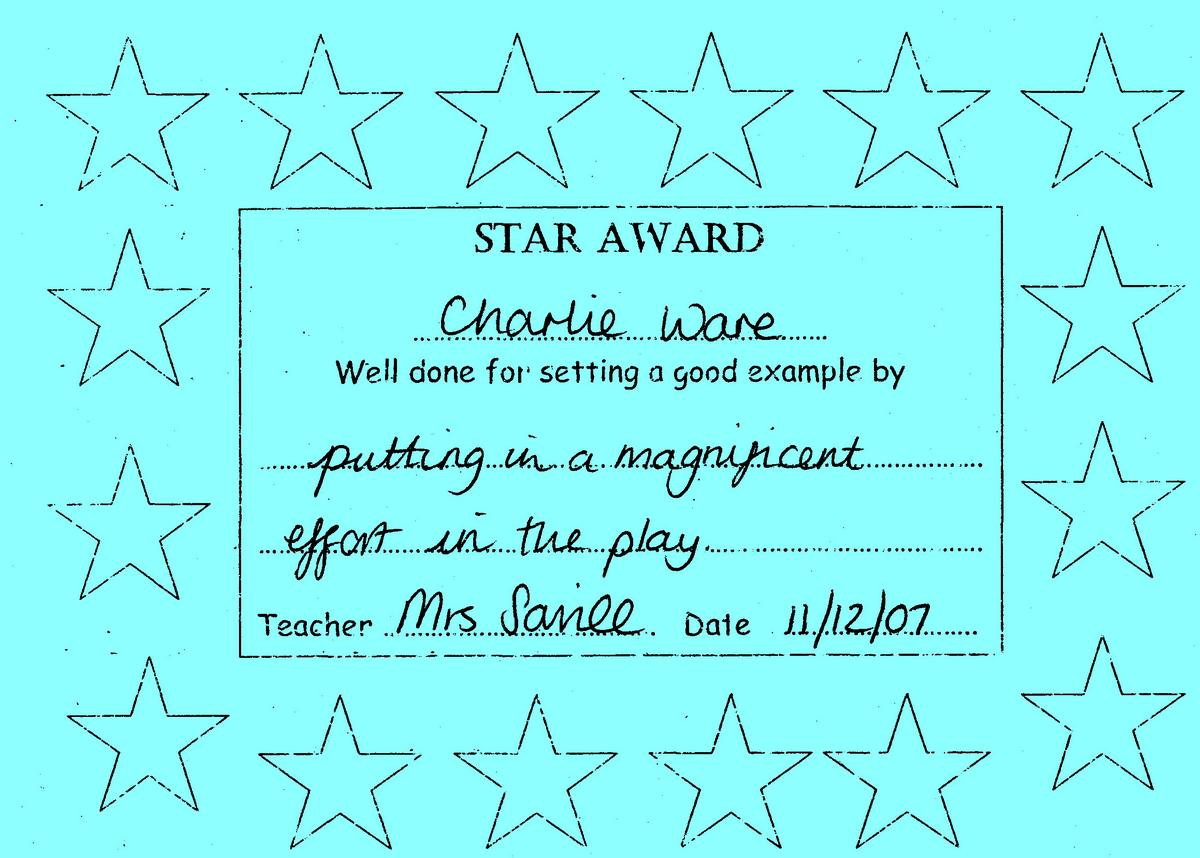 STAR AWARD
Charlie Ware
Well done for setting a good example by
putting in a magnificent
effort in the play.
Teacher Mrs Savill Date 11/12/07